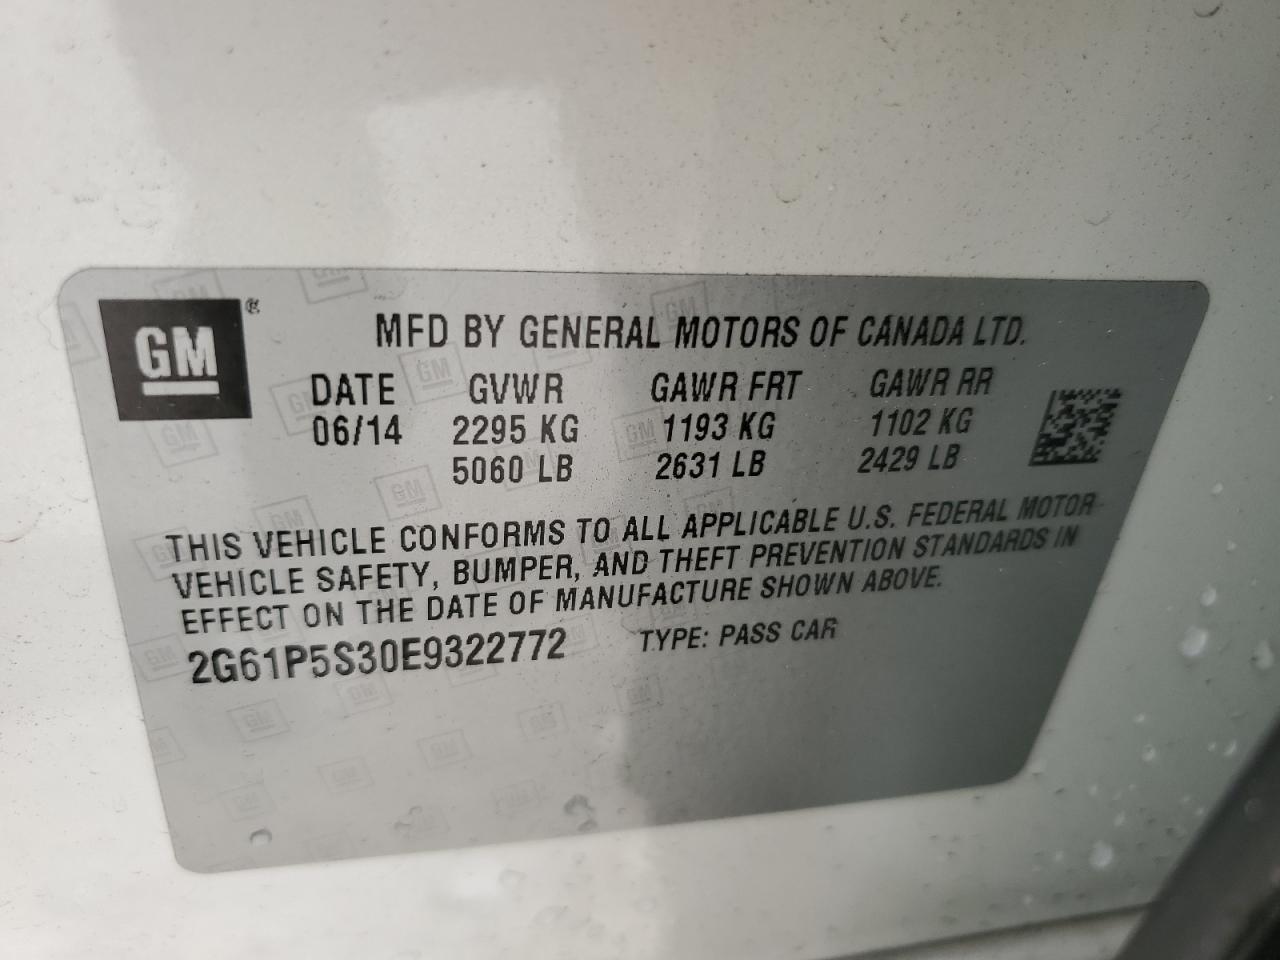 GM ®
MFD BY GENERAL MOTORS OF CANADA LTD.
DATE GVWR GAWR FRT GAWR RR
06/14 2295 KG 1193 KG 1102 KG
5060 LB 2631 LB 2429 LB
THIS VEHICLE CONFORMS TO ALL APPLICABLE U.S. FEDERAL MOTOR
VEHICLE SAFETY, BUMPER, AND THEFT PREVENTION STANDARDS IN
EFFECT ON THE DATE OF MANUFACTURE SHOWN ABOVE.
2G61P5S30E9322772 TYPE: PASS CAR